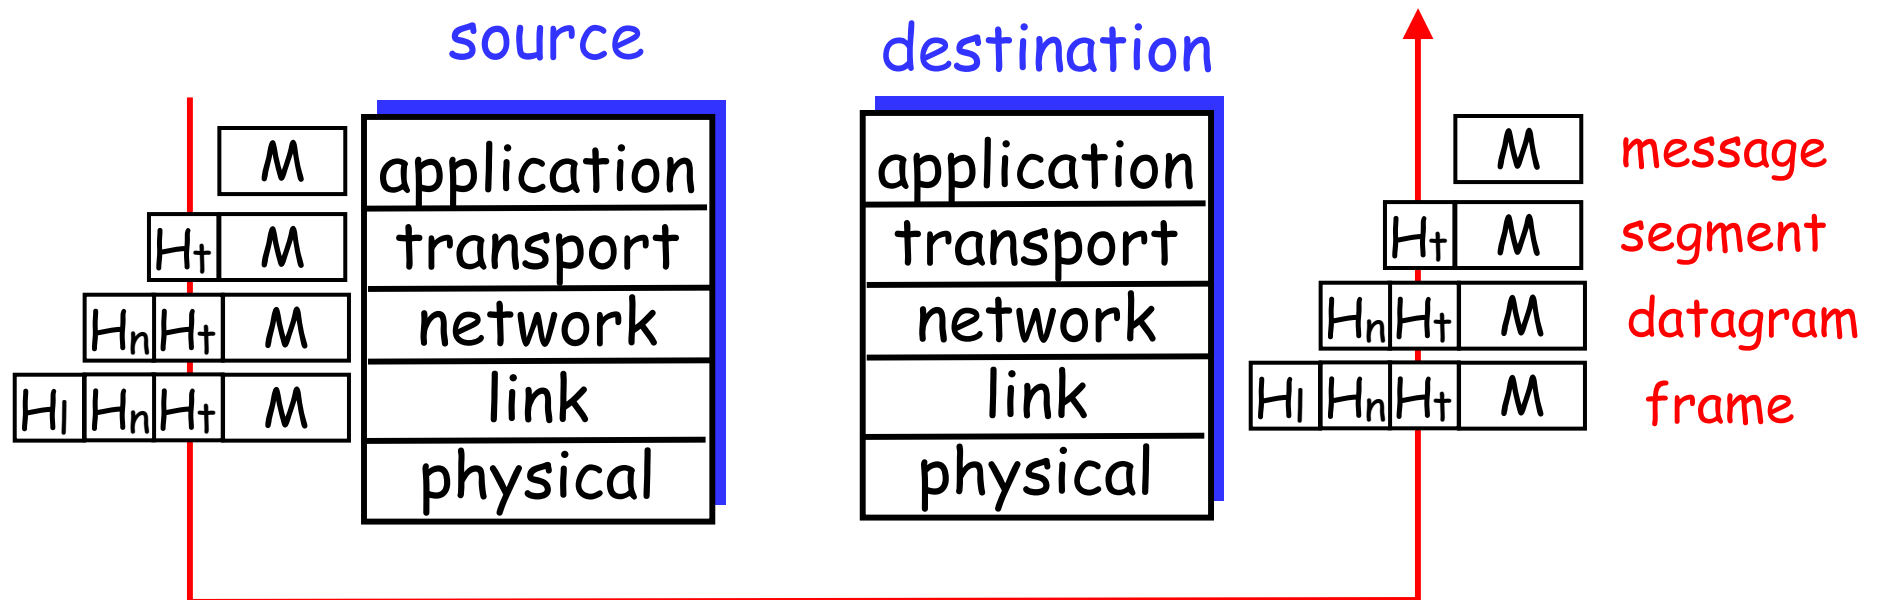 source destination
M application application M message
Ht M transport transport Ht M segment
Hn Ht M network network Hn Ht M datagram
Hl Hn Ht M link link Hl Hn Ht M frame
physical physical